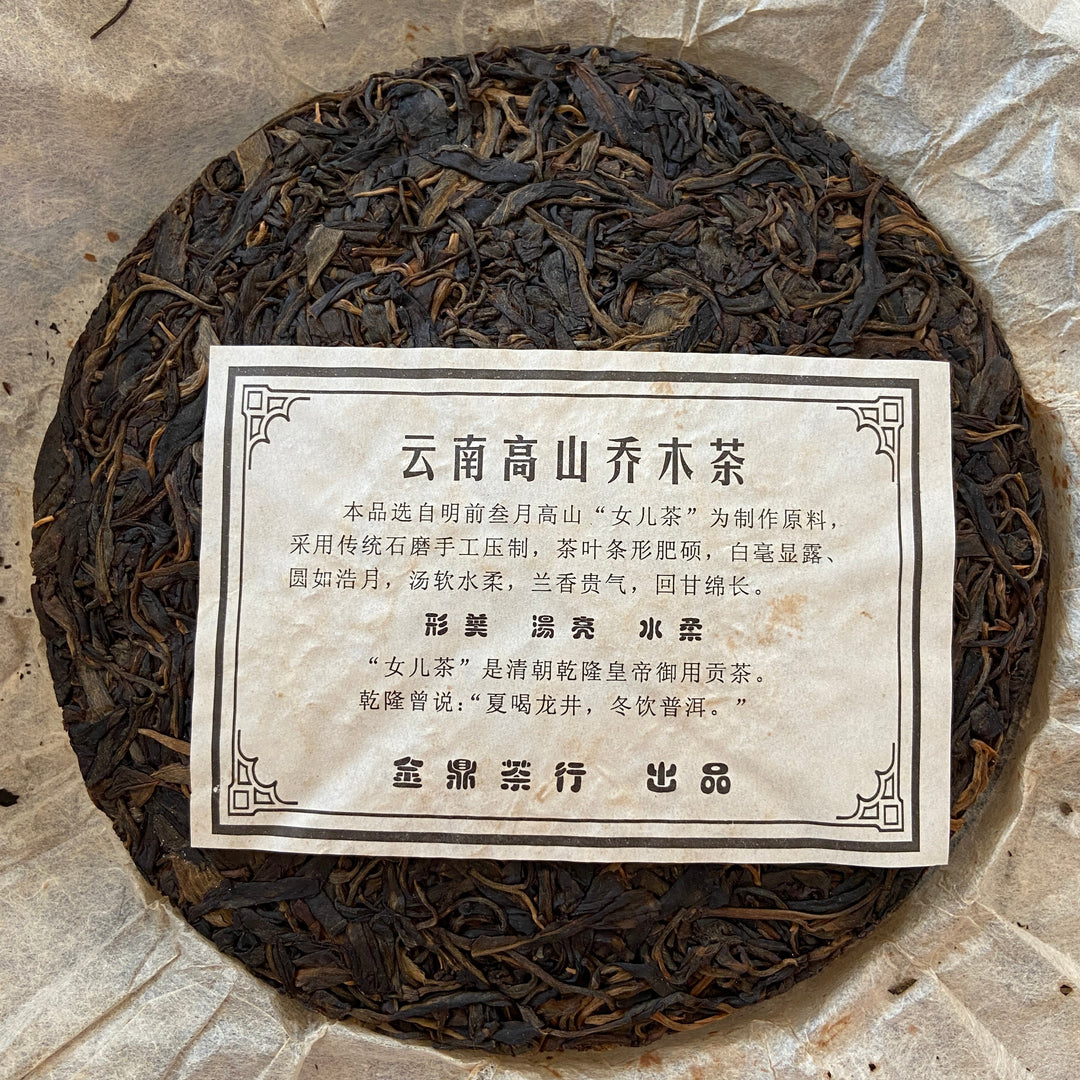 云南高山乔木茶
本品选自明前叁月高山“女儿茶”为制作原料，
采用传统石磨手工压制，茶叶条形肥硕，白毫显露、
圆如浩月，汤软水柔，兰香贵气，回甘绵长。
形美 湯亮 水柔
“女儿茶”是清朝乾隆皇帝御用贡茶。
乾隆曾说：“夏喝龙井，冬饮普洱。”
金鼎茶行 出品